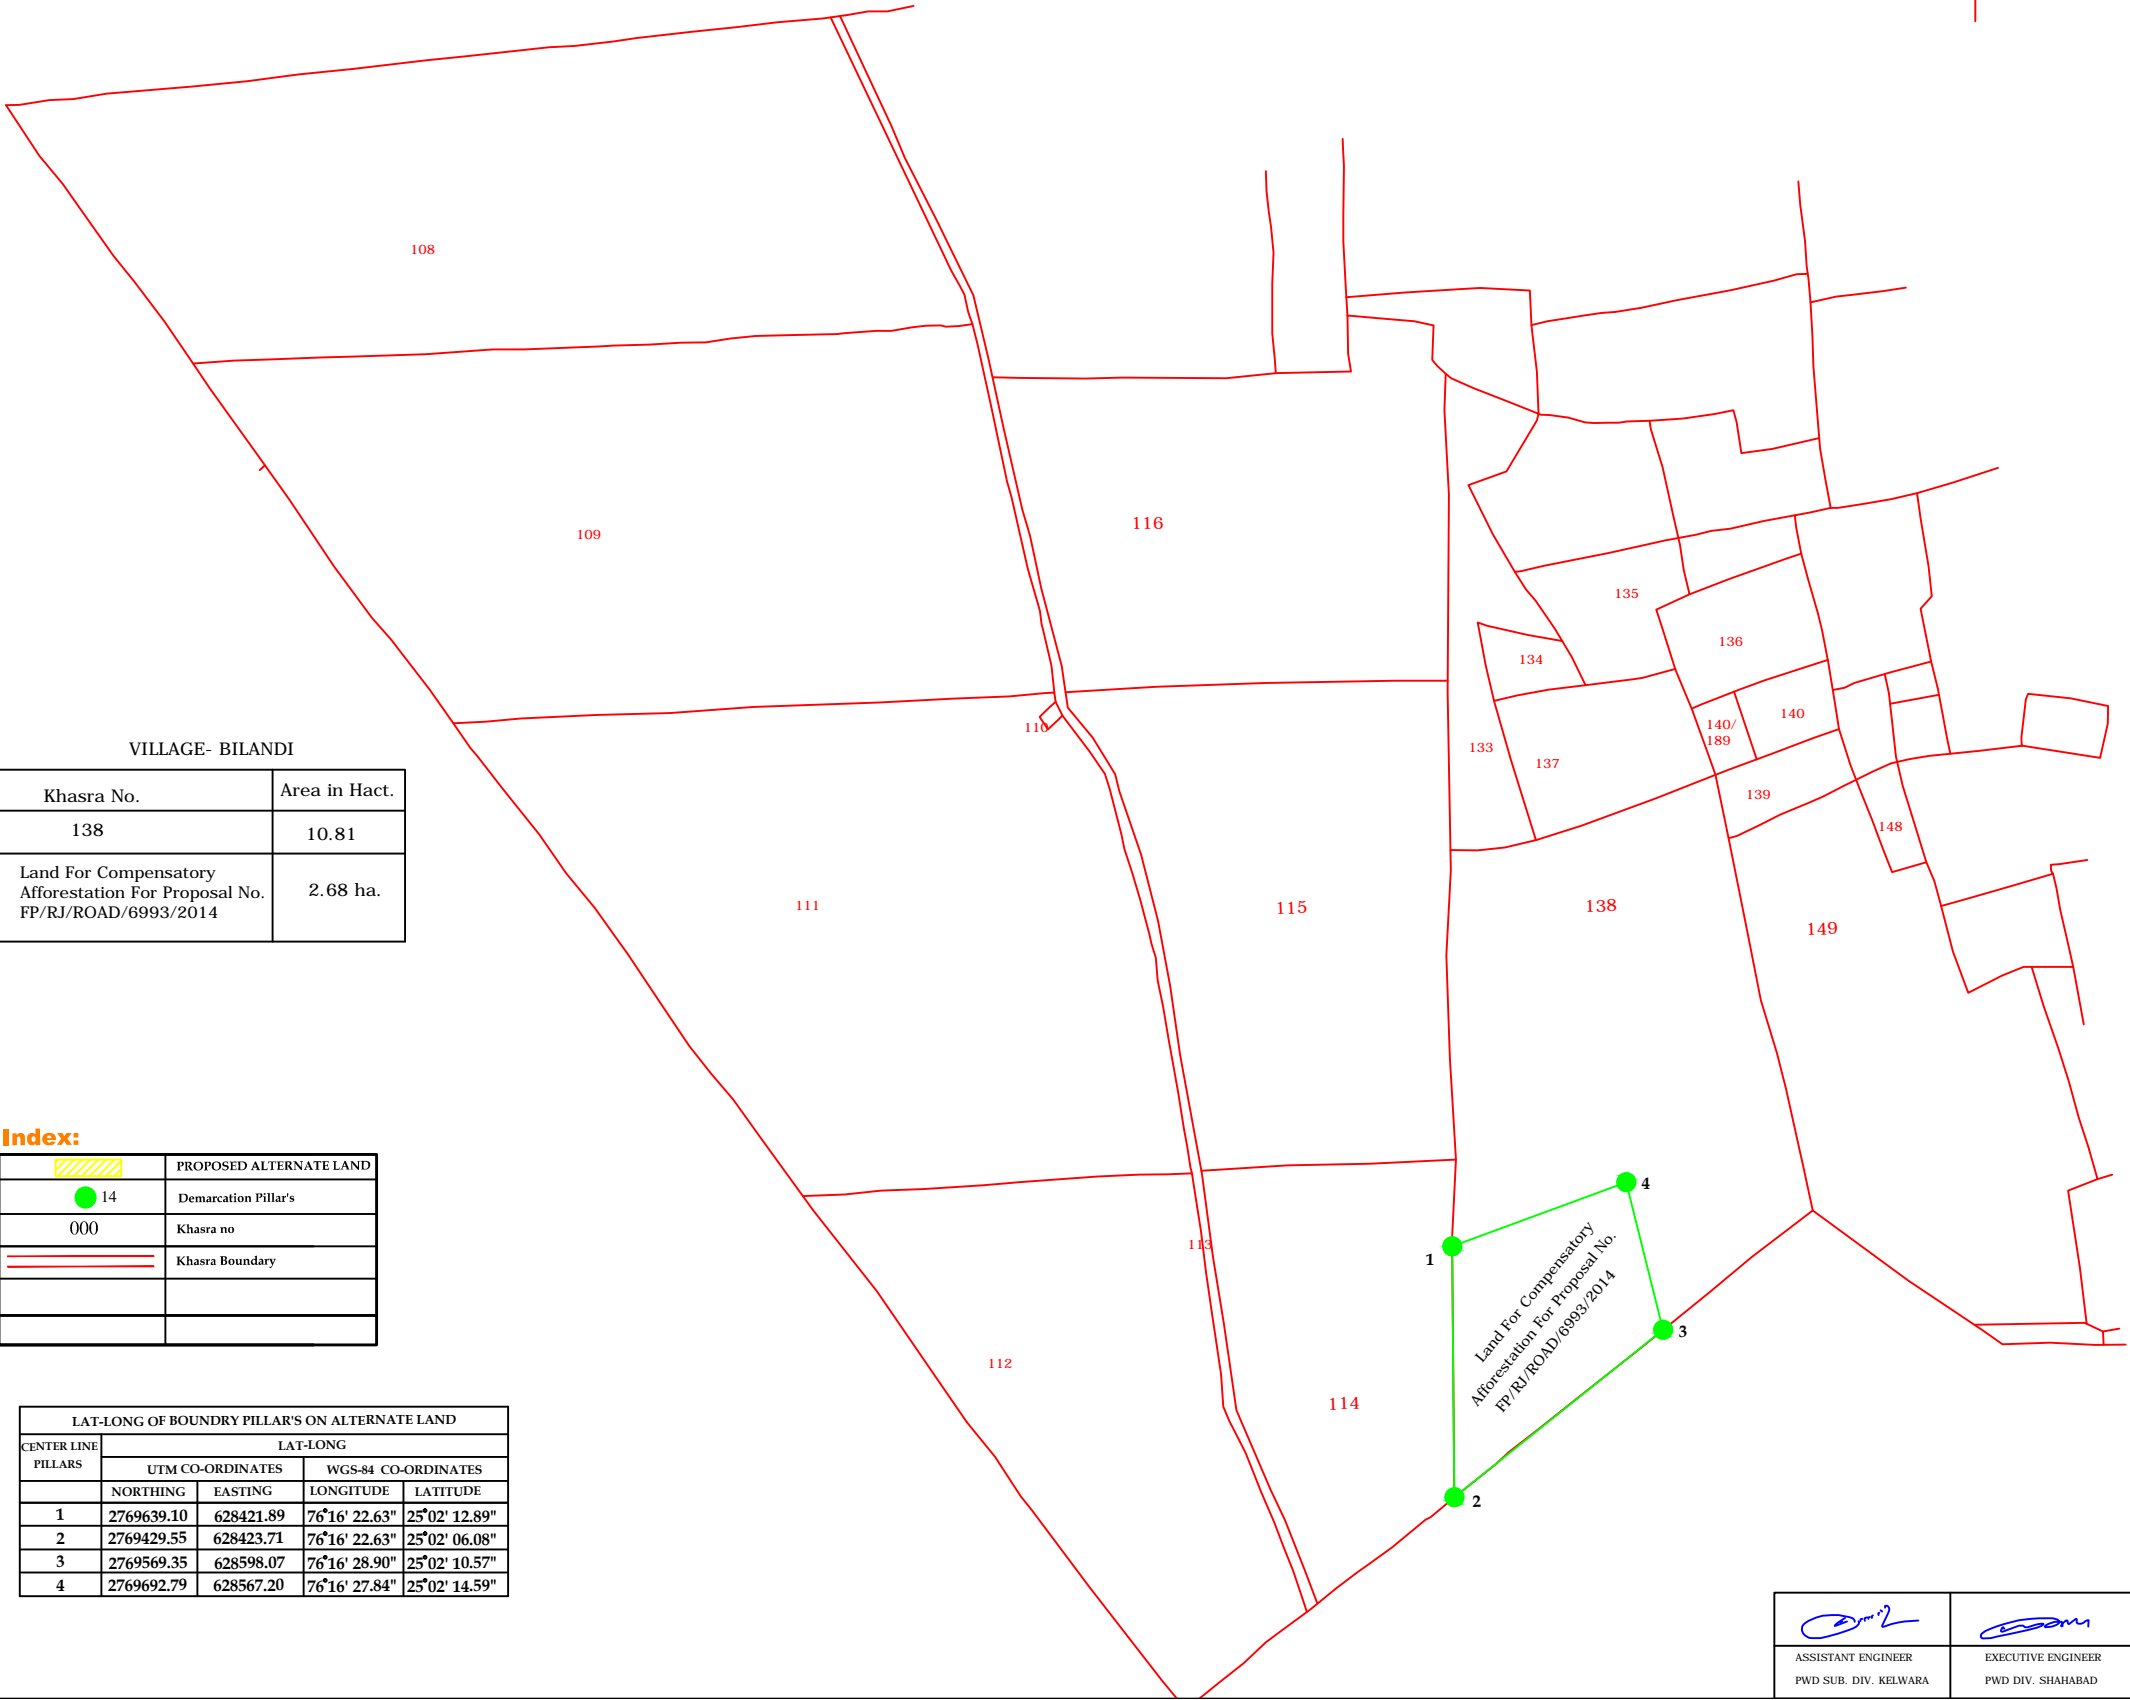 108
109
116
135
136
134
140
140/
189
110
133
137
139
148
111
115
138
149
113
112
114
VILLAGE- BILANDI
Khasra No.
Area in Hact.
138
10.81
Land For Compensatory
Afforestation For Proposal No.
FP/RJ/ROAD/6993/2014
2.68 ha.
Index:
PROPOSED ALTERNATE LAND
14
Demarcation Pillar's
000
Khasra no
Khasra Boundary
4
1
3
2
Land For Compensatory
Afforestation For Proposal No.
FP/RJ/ROAD/6993/2014
LAT-LONG OF BOUNDRY PILLAR'S ON ALTERNATE LAND
CENTER LINE
PILLARS
LAT-LONG
UTM CO-ORDINATES WGS-84 CO-ORDINATES
NORTHING EASTING LONGITUDE LATITUDE
1 2769639.10 628421.89 76°16' 22.63" 25°02' 12.89"
2 2769429.55 628423.71 76°16' 22.63" 25°02' 06.08"
3 2769569.35 628598.07 76°16' 28.90" 25°02' 10.57"
4 2769692.79 628567.20 76°16' 27.84" 25°02' 14.59"
ASSISTANT ENGINEER
PWD SUB. DIV. KELWARA
EXECUTIVE ENGINEER
PWD DIV. SHAHABAD